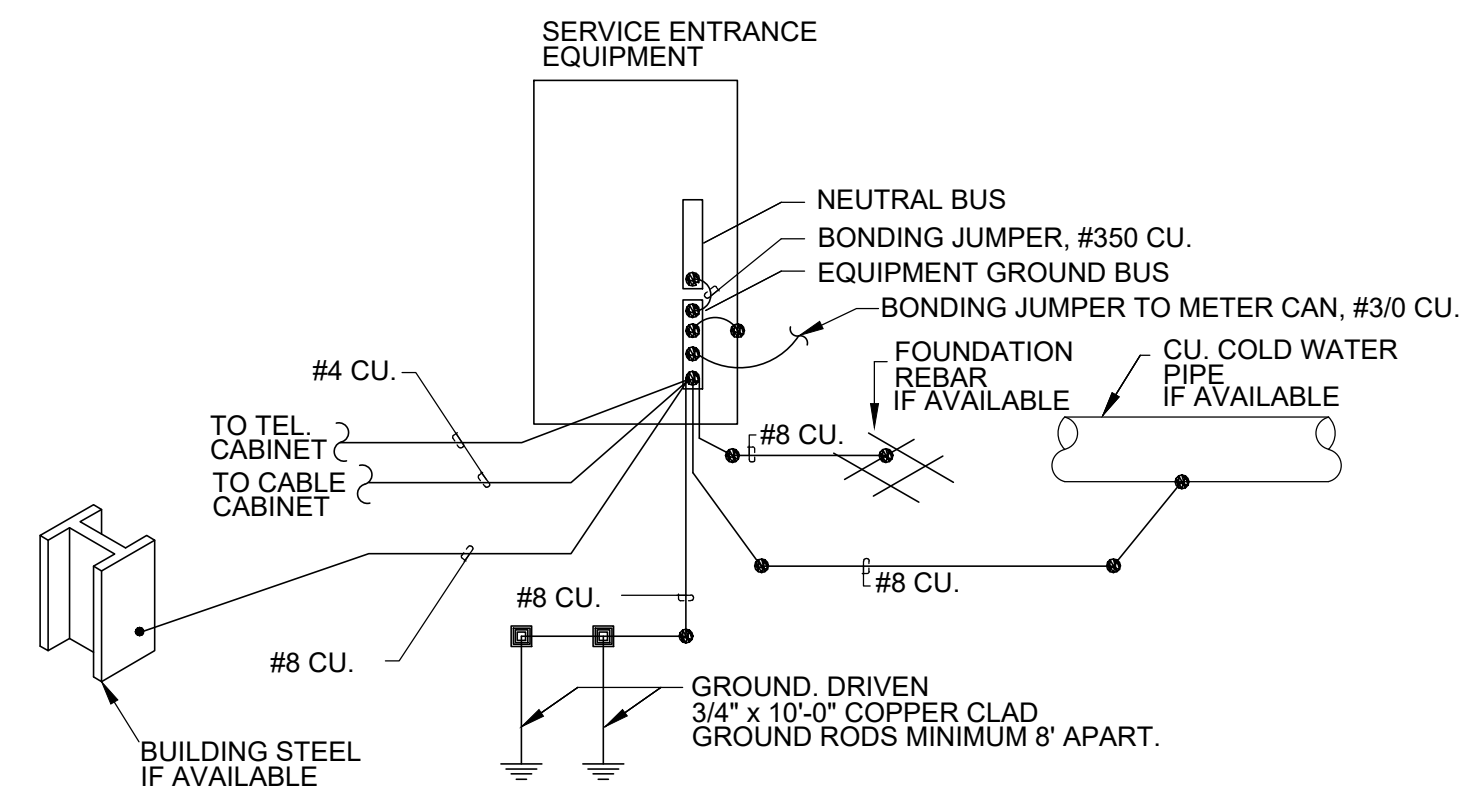 SERVICE ENTRANCE
EQUIPMENT
NEUTRAL BUS
BONDING JUMPER, #350 CU.
EQUIPMENT GROUND BUS
BONDING JUMPER TO METER CAN, #3/0 CU.
FOUNDATION
REBAR
IF AVAILABLE
CU. COLD WATER
PIPE
IF AVAILABLE
#4 CU.
TO TEL.
CABINET
TO CABLE
CABINET
#8 CU.
#8 CU.
#8 CU.
#8 CU.
GROUND. DRIVEN
3/4" x 10'-0" COPPER CLAD
GROUND RODS MINIMUM 8' APART.
BUILDING STEEL
IF AVAILABLE